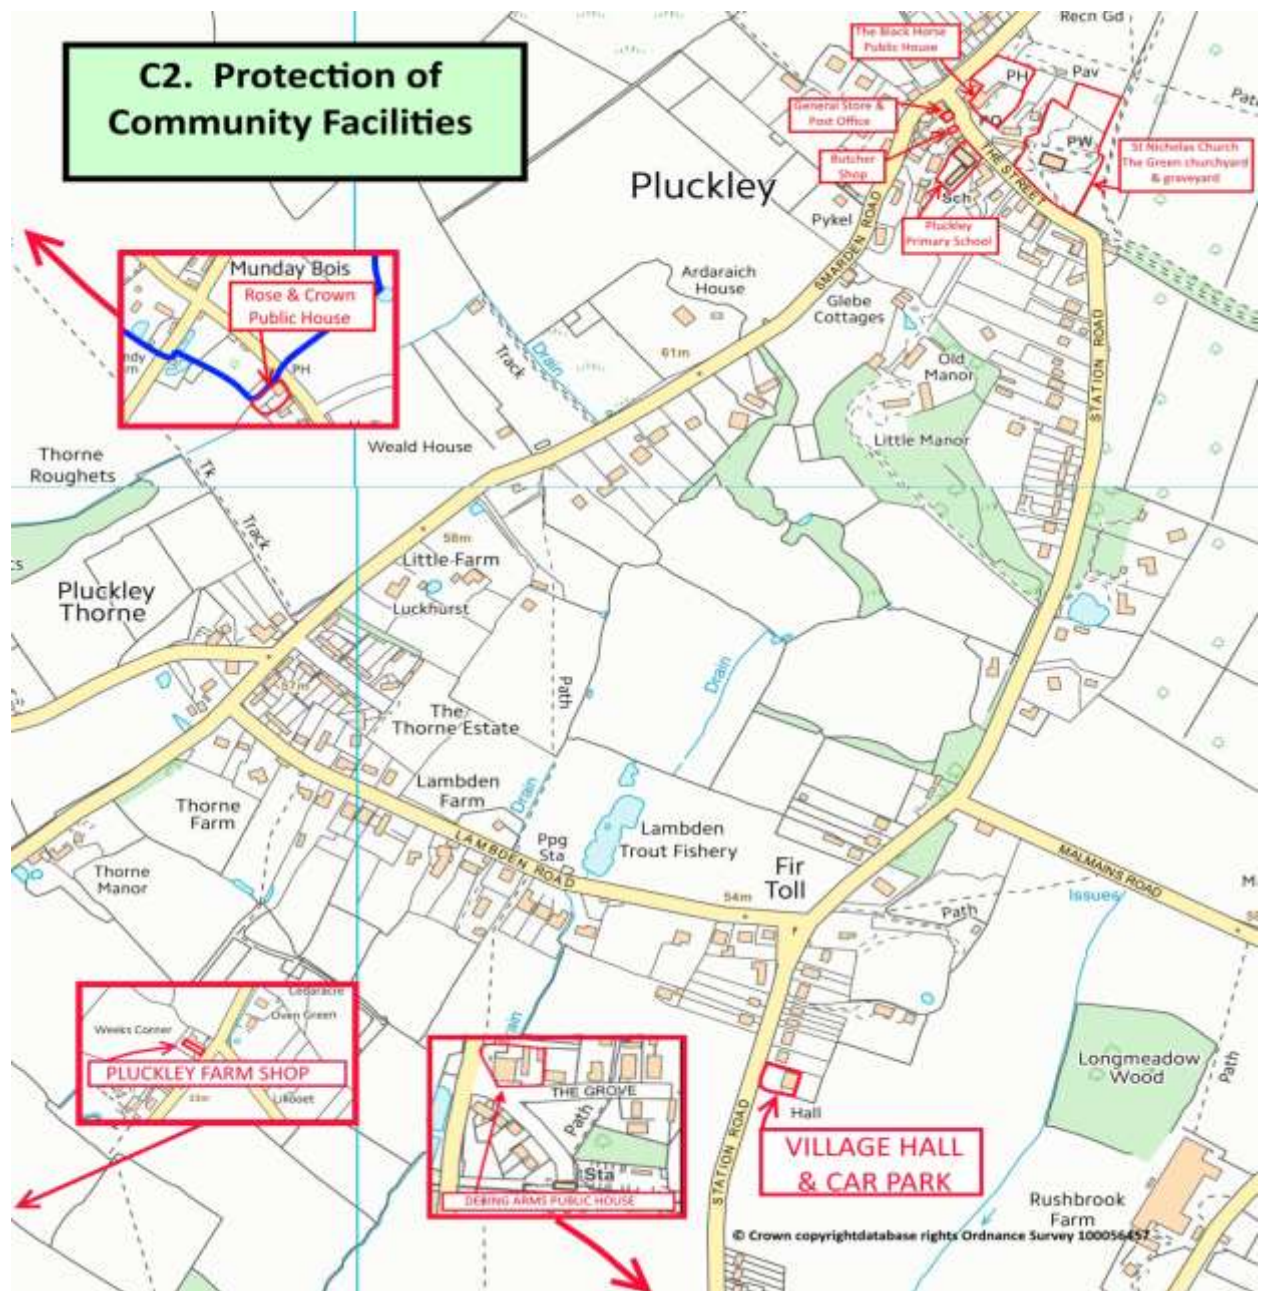 C2. Protection of
Community Facilities
Recn Gd
The Black Horse
Public House
PH
Pav
Path
General Store &
Post Office
PO
PW
St Nicholas Church
The Green churchyard
& graveyard
Butcher
Shop
THE STREET
Pluckley
Sch
Pykel
Pluckley
Primary School
SMARDEN ROAD
Munday Bois
Rose & Crown
Public House
PH
Ardaraich
House
Glebe
Cottages
STATION ROAD
61m
Drain
Track
Old
Manor
Little Manor
Weald House
Thorne
Roughets
Tk
Track
58m
Little Farm
Luckhurst
Pluckley
Thorne
57m
Path
Drain
The
Thorne Estate
Thorne
Farm
Lambden
Farm
Drain
Ppg
Sta
Lambden
Trout Fishery
LAMBDEN ROAD
Fir
Toll
54m
MALMAINS ROAD
Issues
Path
Thorne
Manor
Cedaracre
Oven Green
Weeks Corner
PLUCKLEY FARM SHOP
33m
Lillooet
THE GROVE
Path
Sta
DERING ARMS PUBLIC HOUSE
Hall
VILLAGE HALL
& CAR PARK
STATION ROAD
Longmeadow
Wood
Path
Rushbrook
Farm
© Crown copyrightdatabase rights Ordnance Survey 100056457